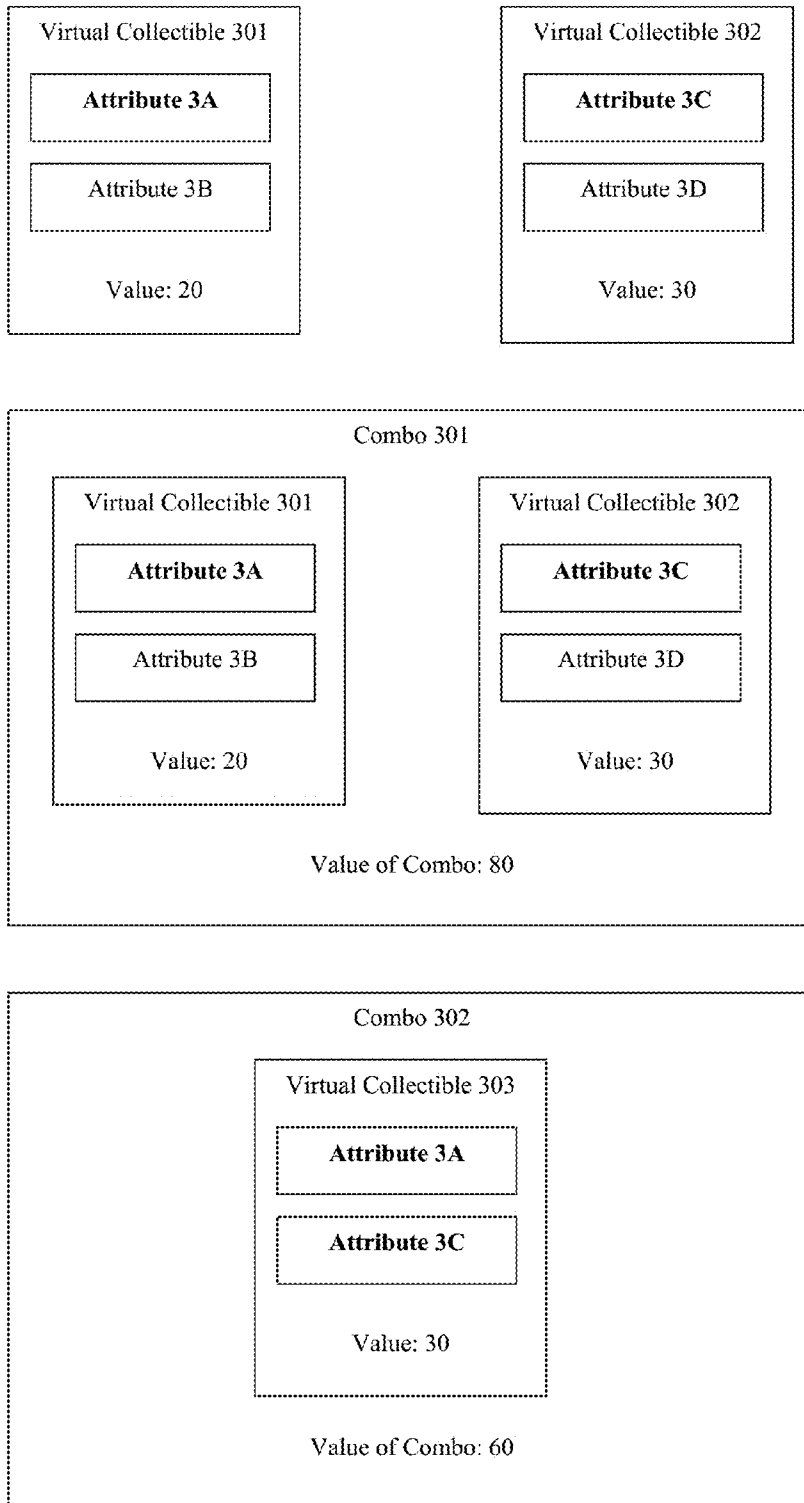 Virtual Collectible 301
Attribute 3A
Attribute 3B
Value: 20
Virtual Collectible 302
Attribute 3C
Attribute 3D
Value: 30
Combo 301
Virtual Collectible 301
Attribute 3A
Attribute 3B
Value: 20
Virtual Collectible 302
Attribute 3C
Attribute 3D
Value: 30
Value of Combo: 80
Combo 302
Virtual Collectible 303
Attribute 3A
Attribute 3C
Value: 30
Value of Combo: 60